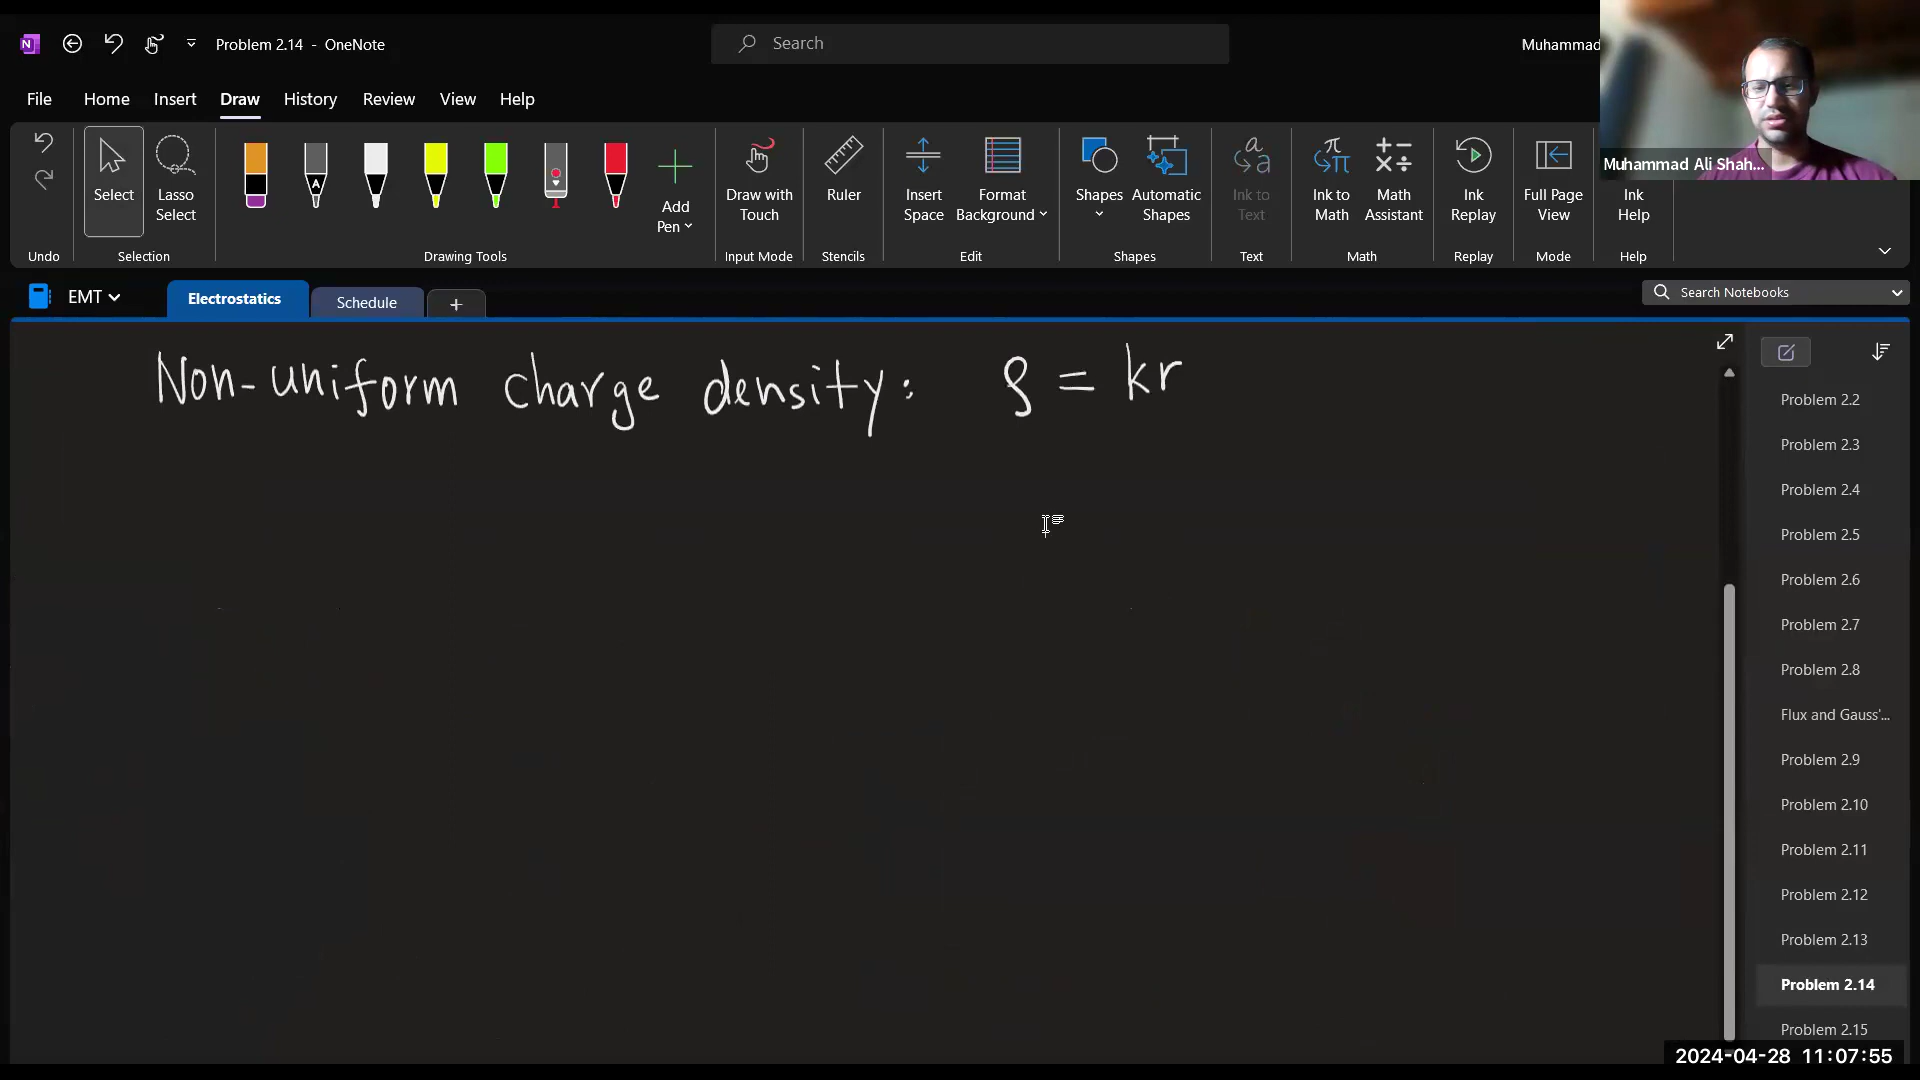 Problem 2.14 - OneNote
Search
Muhammad
File Home Insert Draw History Review View Help
Muhammad Ali Shah...
Select
Lasso Select
Add Pen
Draw with Touch
Ruler
Insert Space
Format Background
Shapes
Automatic Shapes
Ink to Text
Ink to Math
Math Assistant
Ink Replay
Full Page View
Ink Help
Undo Selection Drawing Tools Input Mode Stencils Edit Shapes Text Math Replay Mode Help
EMT Electrostatics Schedule + Search Notebooks
Non-uniform charge density: ρ = kr
Problem 2.2
Problem 2.3
Problem 2.4
Problem 2.5
Problem 2.6
Problem 2.7
Problem 2.8
Flux and Gauss'...
Problem 2.9
Problem 2.10
Problem 2.11
Problem 2.12
Problem 2.13
Problem 2.14
Problem 2.15
2024-04-28 11:07:55